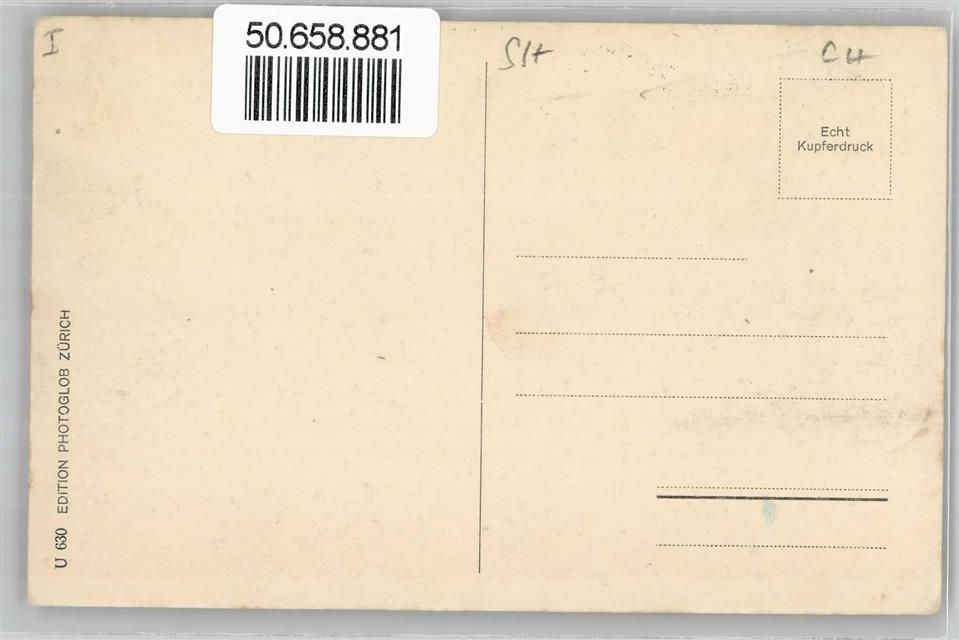 50.658.881
I
SH
CH
Echt
Kupferdruck
U 630 EDITION PHOTOGLOB ZÜRICH